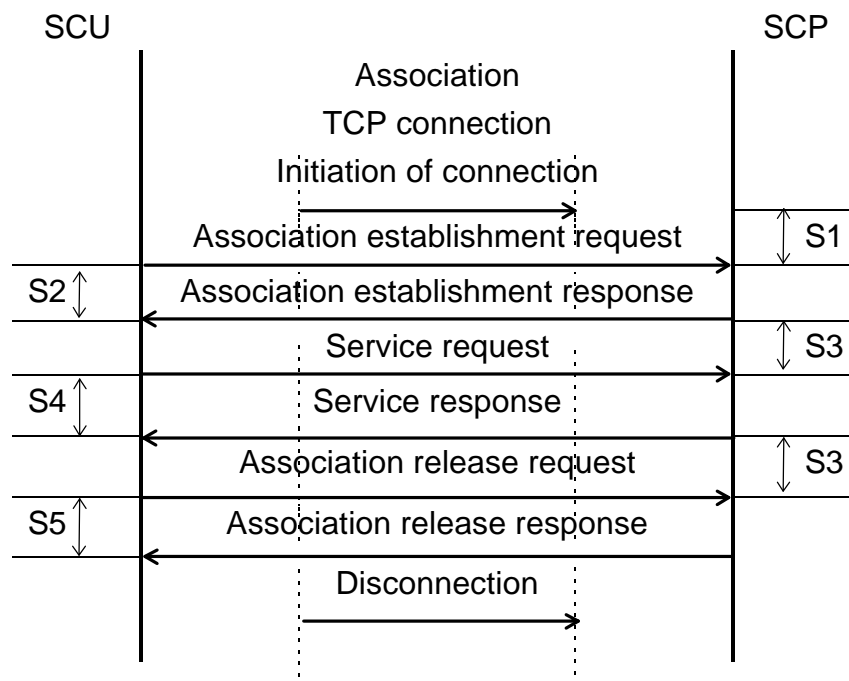 SCU
SCP
Association
TCP connection
Initiation of connection
Association establishment request
S1
S2
Association establishment response
Service request
S3
S4
Service response
Association release request
S3
S5
Association release response
Disconnection